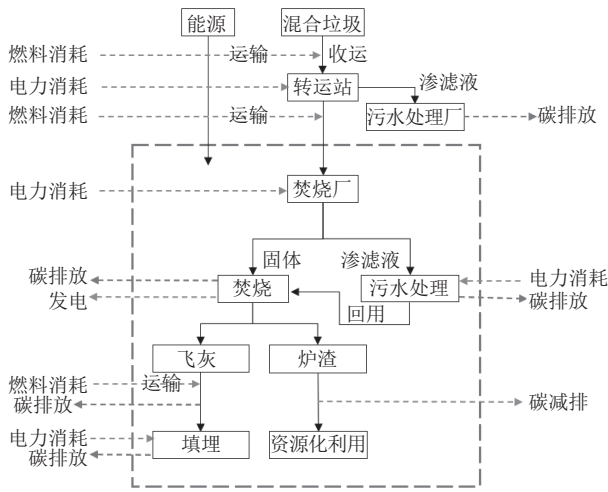 能源
混合垃圾
燃料消耗
运输
收运
电力消耗
转运站
渗滤液
燃料消耗
运输
污水处理厂
碳排放
电力消耗
焚烧厂
固体
渗滤液
碳排放
焚烧
污水处理
电力消耗
发电
回用
碳排放
飞灰
炉渣
燃料消耗
运输
碳排放
碳减排
电力消耗
填埋
资源化利用
碳排放